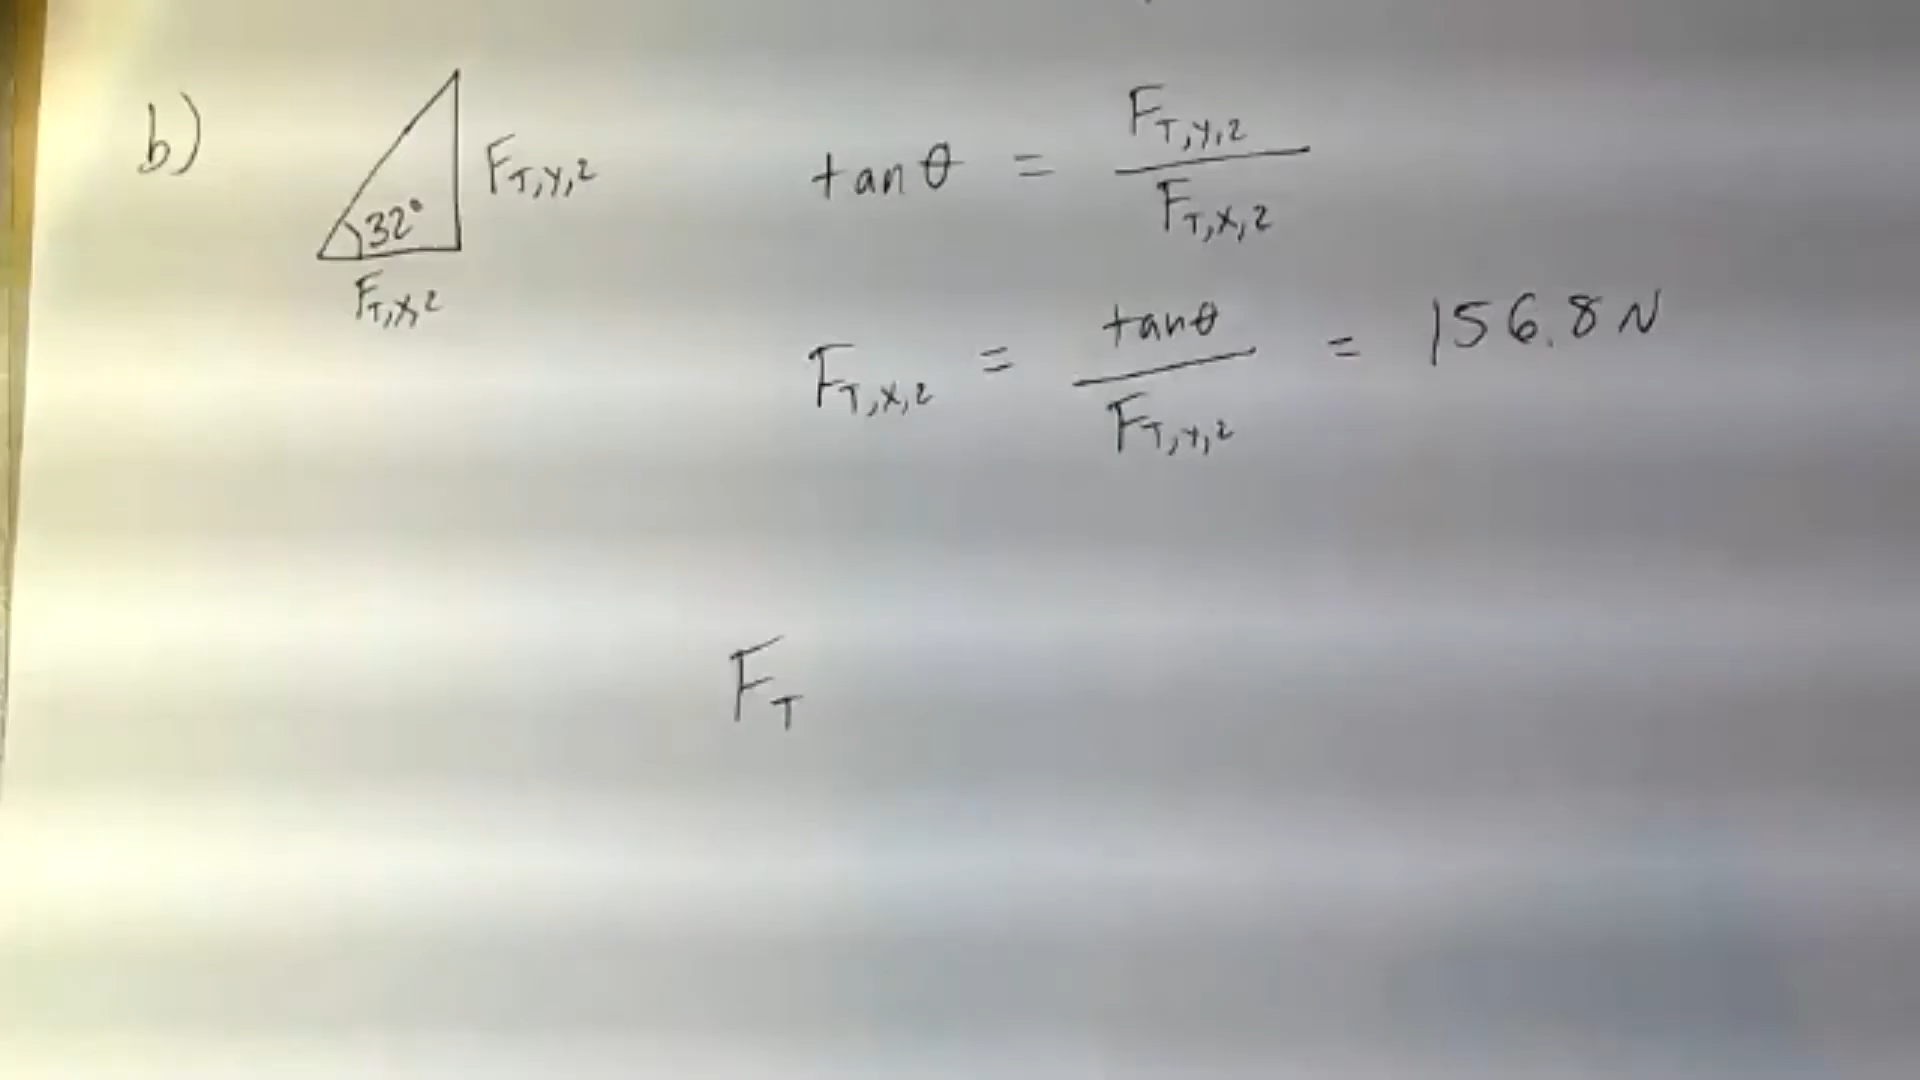 b)
32°
F_T,y,2
F_T,x,2
tan θ = F_T,y,2 / F_T,x,2
F_T,x,2 = tan θ / F_T,y,2 = 156.8 N
F_T